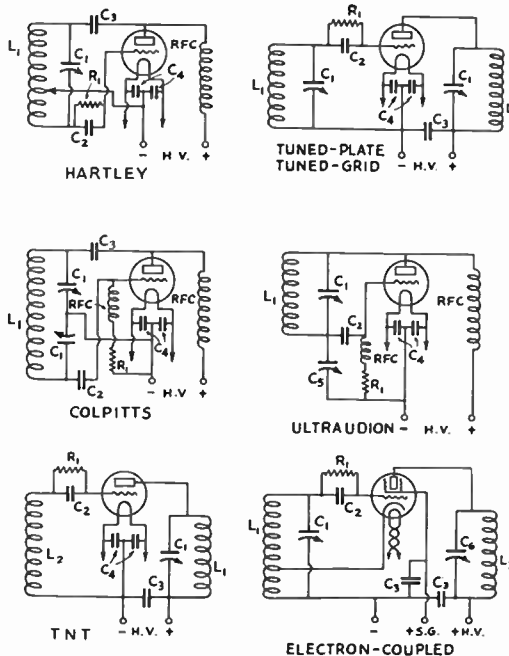 C3
L1
C1
R1
C2
C4
RFC
- H.V. +
HARTLEY
R1
C2
L1
C1
C4
C1
C3
- H.V. +
TUNED-PLATE
TUNED-GRID
C3
C1
L1
RFC
RFC
C1
C4
R1
C2
- H.V. +
COLPITTS
C1
L1
C2
RFC
C4
RFC
C5
R1
ULTRAUDION - H.V. +
R1
C2
L2
C4
C1
L1
C3
- H.V. +
TNT
R1
C2
L1
C1
C6
C3
C3
- +S.G. +H.V.
ELECTRON-COUPLED